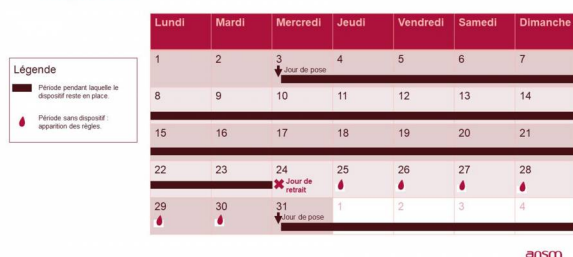 Lundi Mardi Mercredi Jeudi Vendredi Samedi Dimanche
1 2 3 4 5 6 7
Jour de pose
Légende
Période pendant laquelle le
dispositif reste en place.
Période sans dispositif :
apparition des règles.
8 9 10 11 12 13 14
15 16 17 18 19 20 21
22 23 24 25 26 27 28
Jour de
retrait
29 30 31 1 2 3 4
Jour de pose
ansm